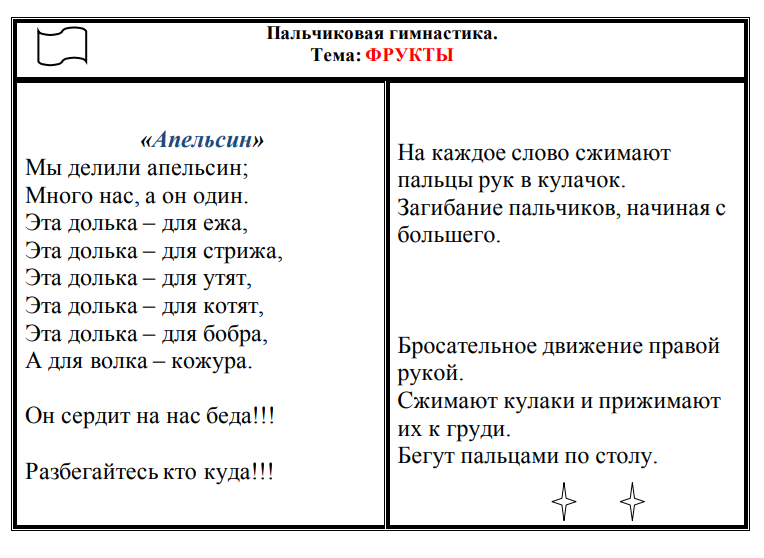 Пальчиковая гимнастика.
Тема: ФРУКТЫ
«Апельсин»
Мы делили апельсин;
Много нас, а он один.
Эта долька – для ежа,
Эта долька – для стрижа,
Эта долька – для утят,
Эта долька – для котят,
Эта долька – для бобра,
А для волка – кожура.
Он сердит на нас беда!!!
Разбегайтесь кто куда!!!
На каждое слово сжимают
пальцы рук в кулачок.
Загибание пальчиков, начиная с
большего.
Бросательное движение правой
рукой.
Сжимают кулаки и прижимают
их к груди.
Бегут пальцами по столу.